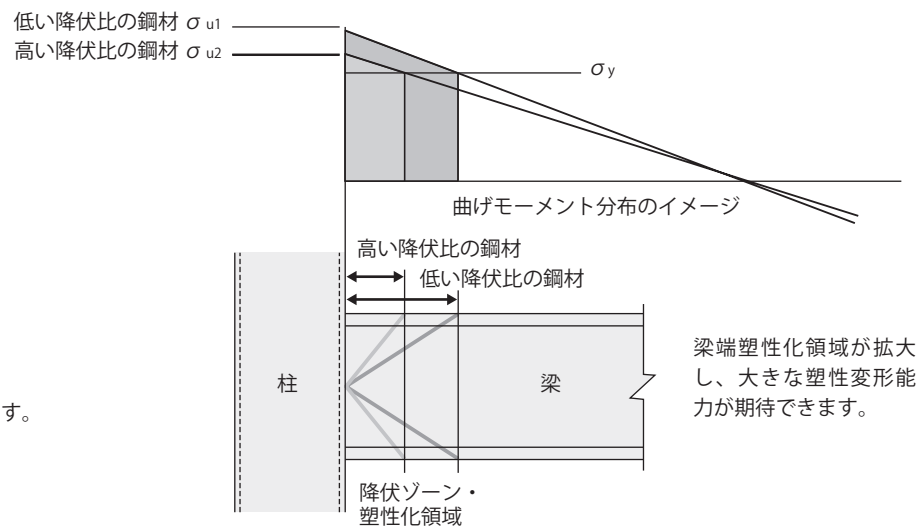 低い降伏比の鋼材 σ u1
高い降伏比の鋼材 σ u2
σ y
曲げモーメント分布のイメージ
高い降伏比の鋼材
低い降伏比の鋼材
柱
梁
梁端塑性化領域が拡大
し、大きな塑性変形能
力が期待できます。
す。
降伏ゾーン・
塑性化領域